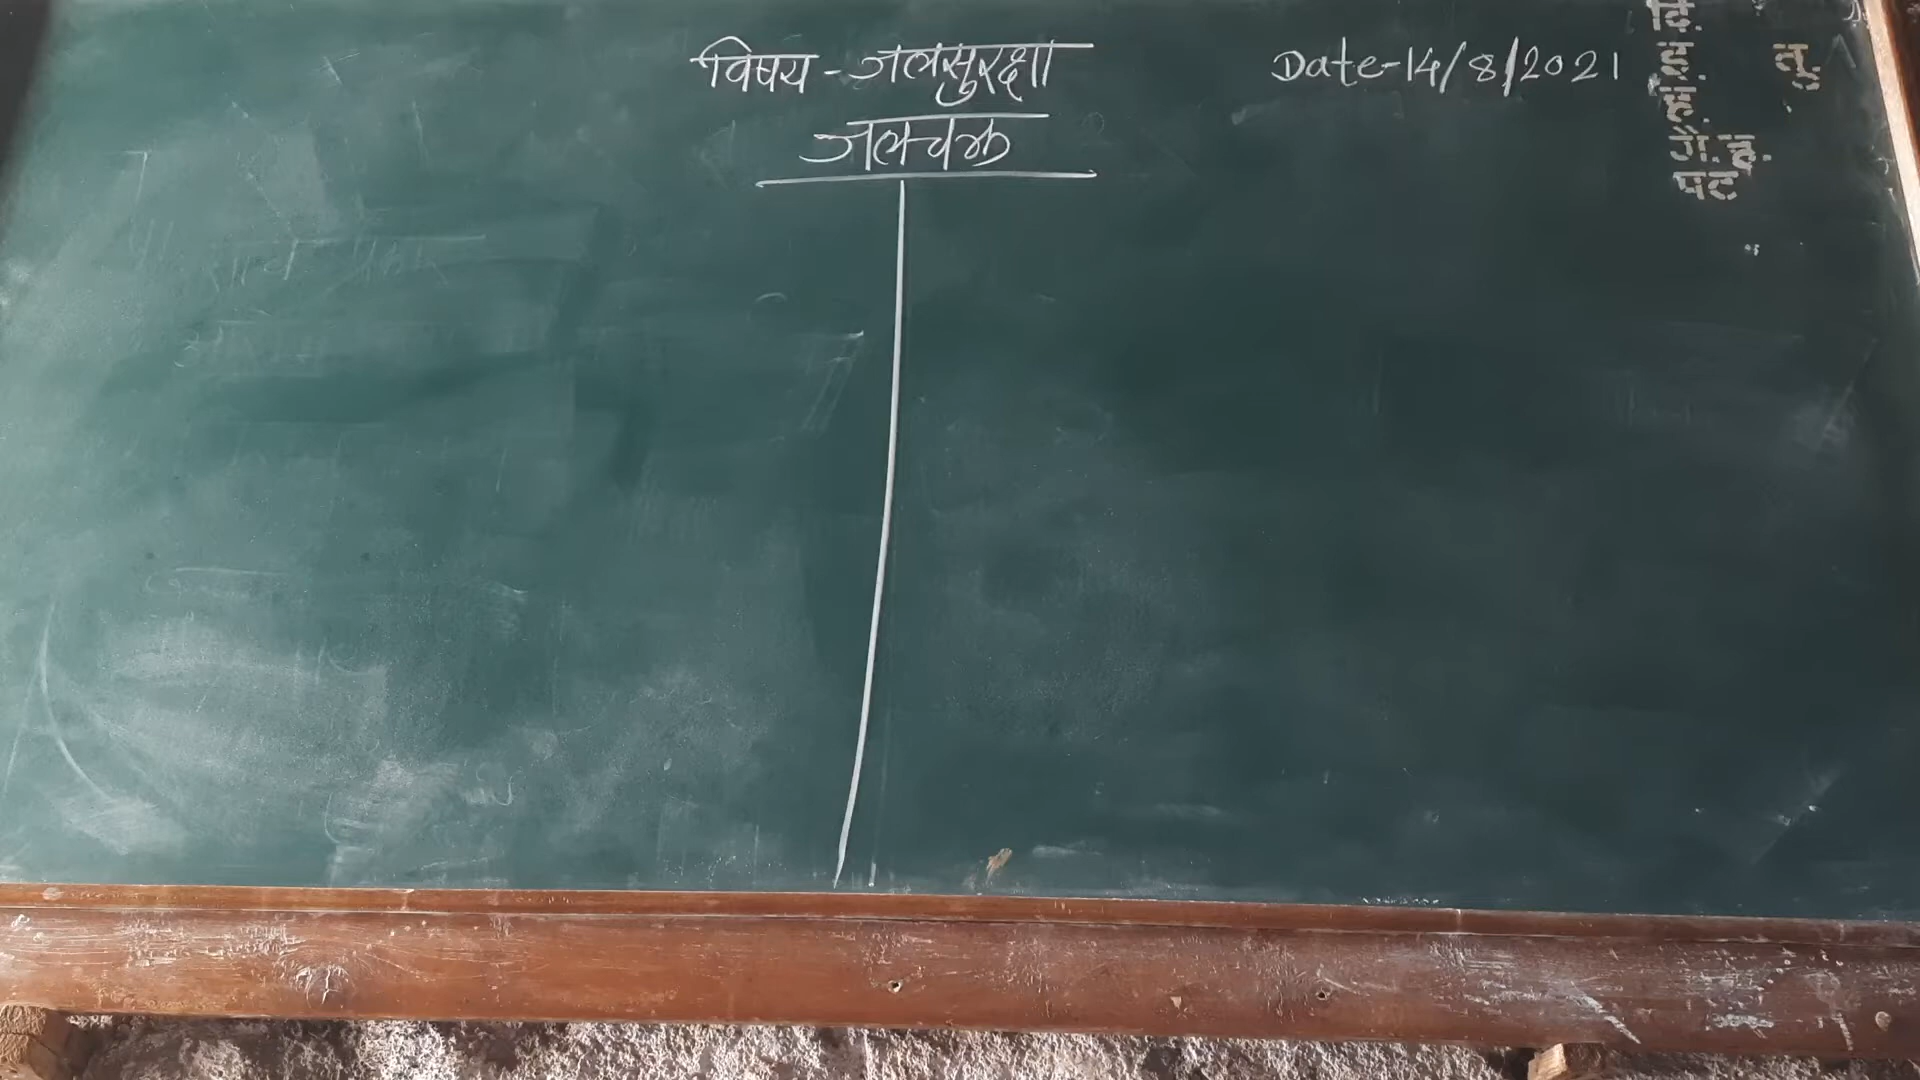 विषय - जलसुरक्षा
Date-14/8/2021
जलचक्र
दि.
ह.
तु.
पट